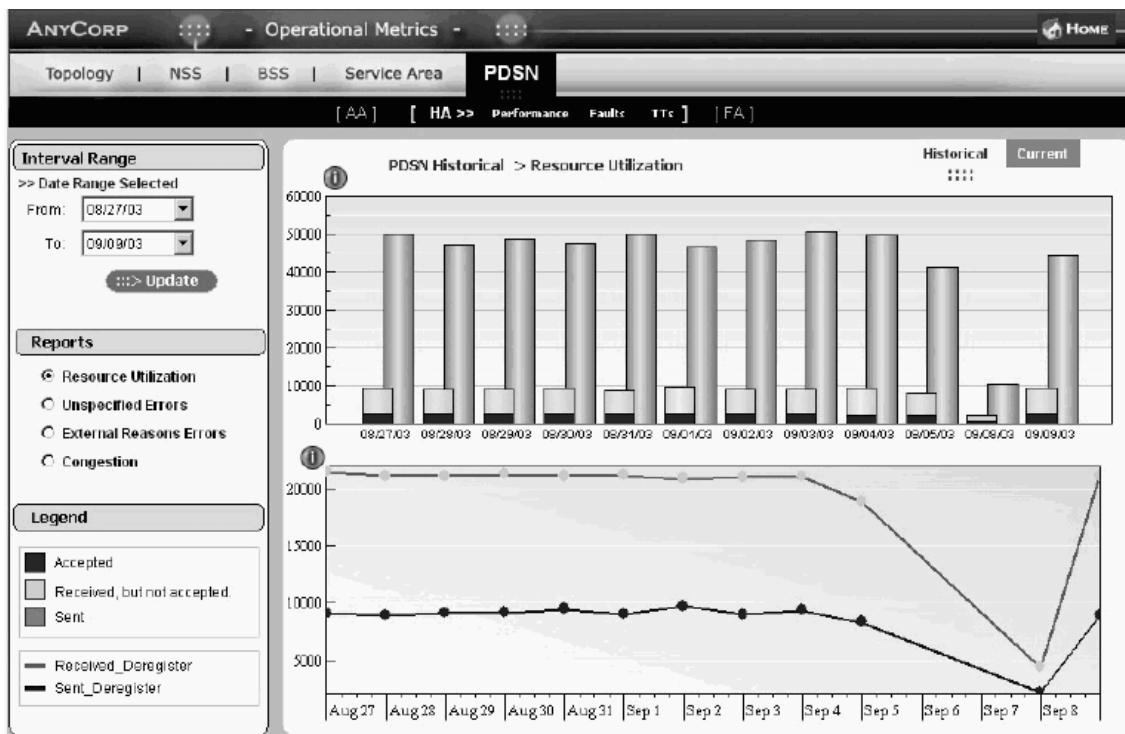 ANYCORP - Operational Metrics - HOME
Topology | NSS | BSS | Service Area PDSN
[ AA ] [ HA >> Performance Faults TTs ] [ FA ]
Interval Range
>> Date Range Selected
From: 08/27/03
To: 09/09/03
:::> Update
Reports
Resource Utilization
Unspecified Errors
External Reasons Errors
Congestion
Legend
Accepted
Received, but not accepted.
Sent
Received_Deregister
Sent_Deregister
PDSN Historical > Resource Utilization
Historical Current
60000
50000
40000
30000
20000
10000
0
08/27/03 08/28/03 08/29/03 08/30/03 08/31/03 09/01/03 09/02/03 09/03/03 09/04/03 09/05/03 09/08/03 09/09/03
20000
15000
10000
5000
Aug 27 Aug 28 Aug 29 Aug 30 Aug 31 Sep 1 Sep 2 Sep 3 Sep 4 Sep 5 Sep 6 Sep 7 Sep 8